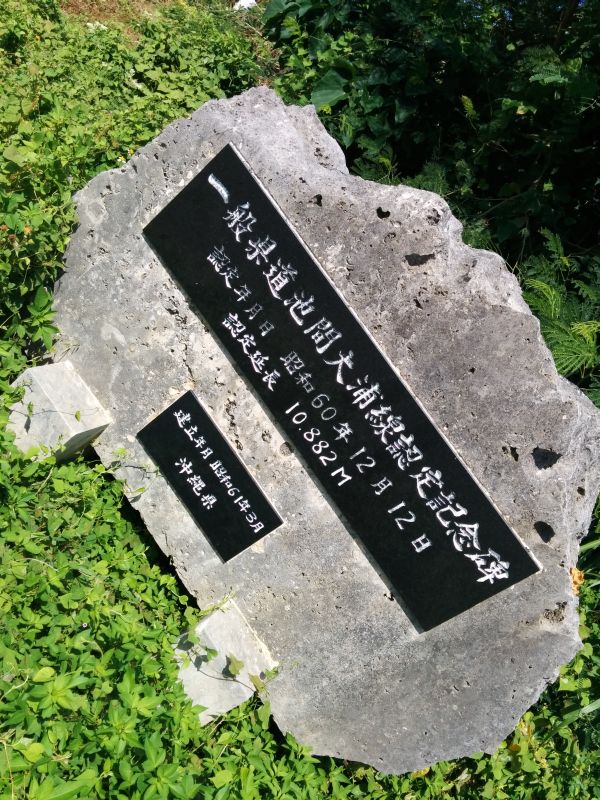 一般県道池間大浦線認定記念碑
認定年月日 昭和60年12月12日
認定延長 10.882M
建立年月日 昭和61年3月
沖縄県